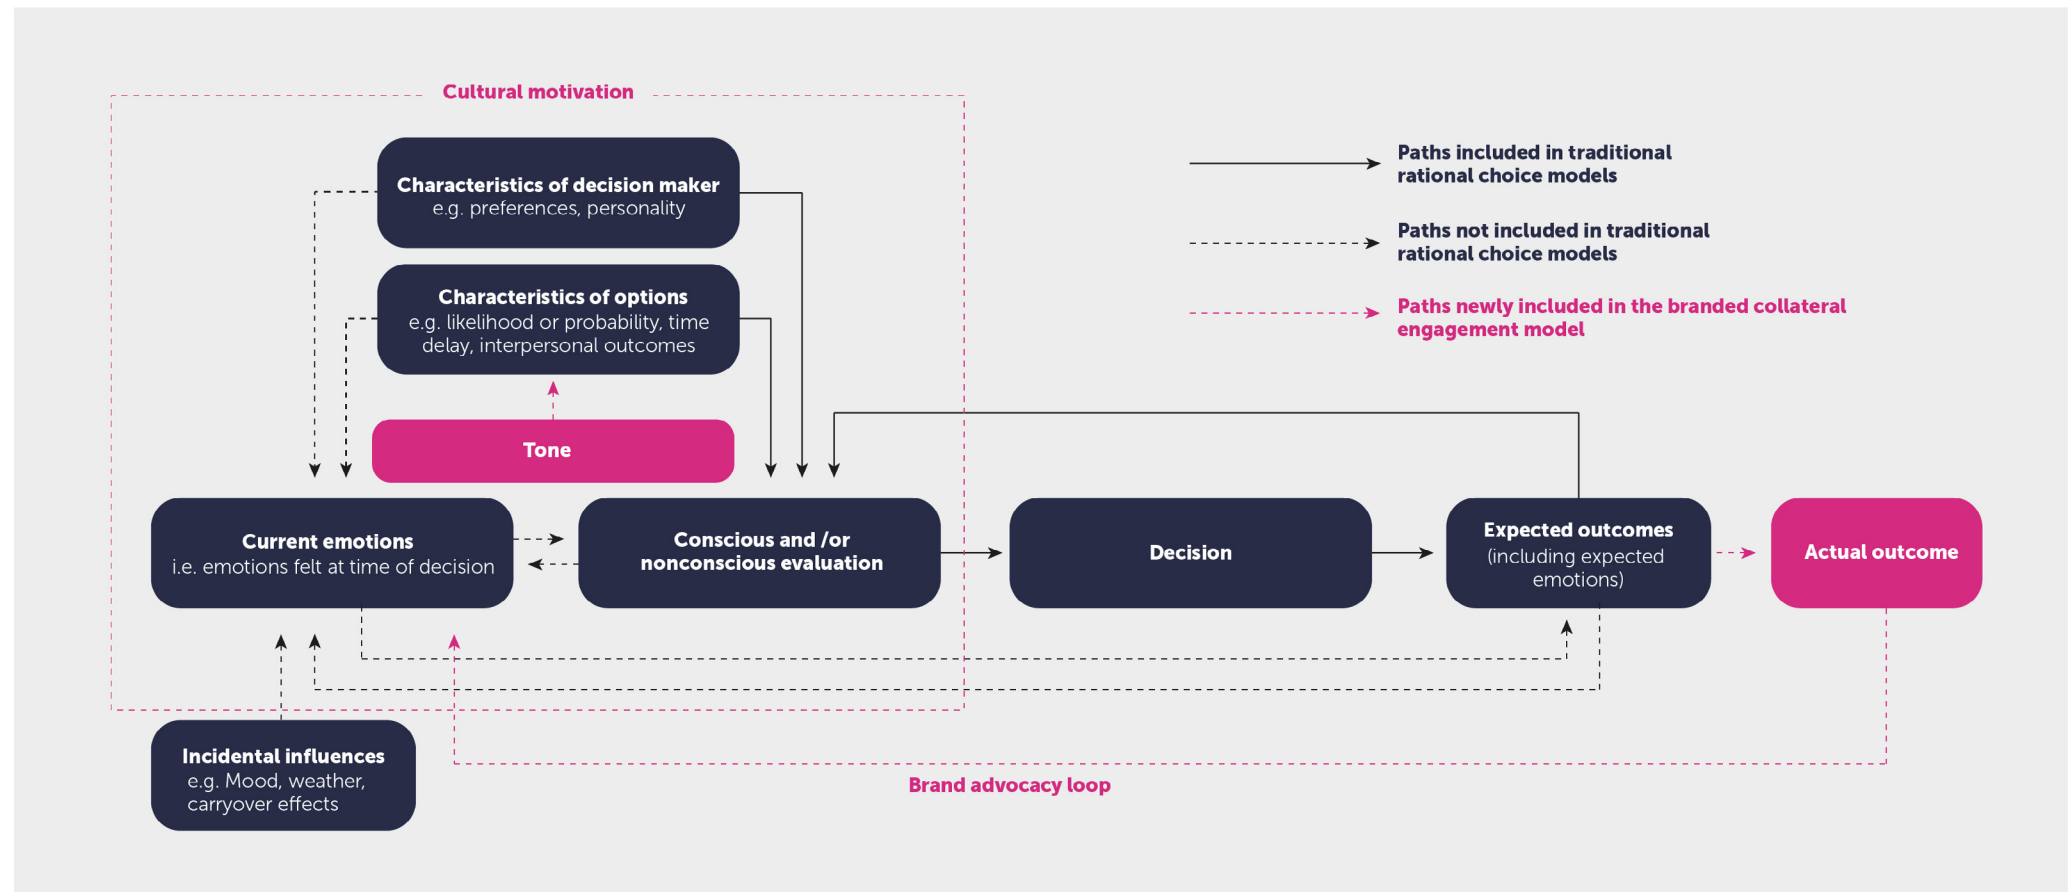 Cultural motivation
Characteristics of decision maker
e.g. preferences, personality
Characteristics of options
e.g. likelihood or probability, time
delay, interpersonal outcomes
Tone
Paths included in traditional
rational choice models
Paths not included in traditional
rational choice models
Paths newly included in the branded collateral
engagement model
Current emotions
i.e. emotions felt at time of decision
Conscious and /or
nonconscious evaluation
Decision
Expected outcomes
(including expected
emotions)
Actual outcome
Incidental influences
e.g. Mood, weather,
carryover effects
Brand advocacy loop